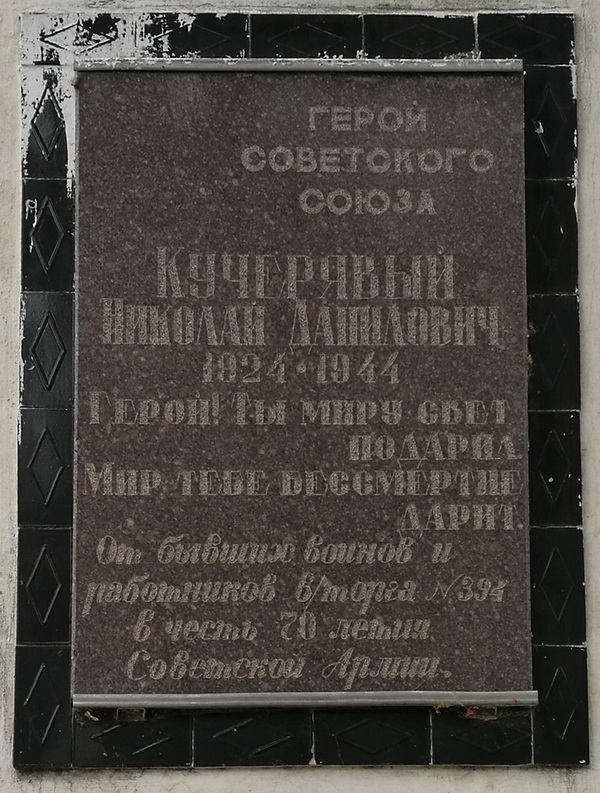 ГЕРОЙ
СОВЕТСКОГО
СОЮЗА
КУЧЕРЯВЫЙ
НИКОЛАЙ ДАНИЛОВИЧ
1924•1944
ГЕРОЙ! ТЫ МИРУ СВЕТ
ПОДАРИЛ.
МИР ТЕБЕ БЕССМЕРТИЕ
ДАРИТ.
От бывших воинов и
работников в/торга N.394
в честь 70 летия
Советской Армии.